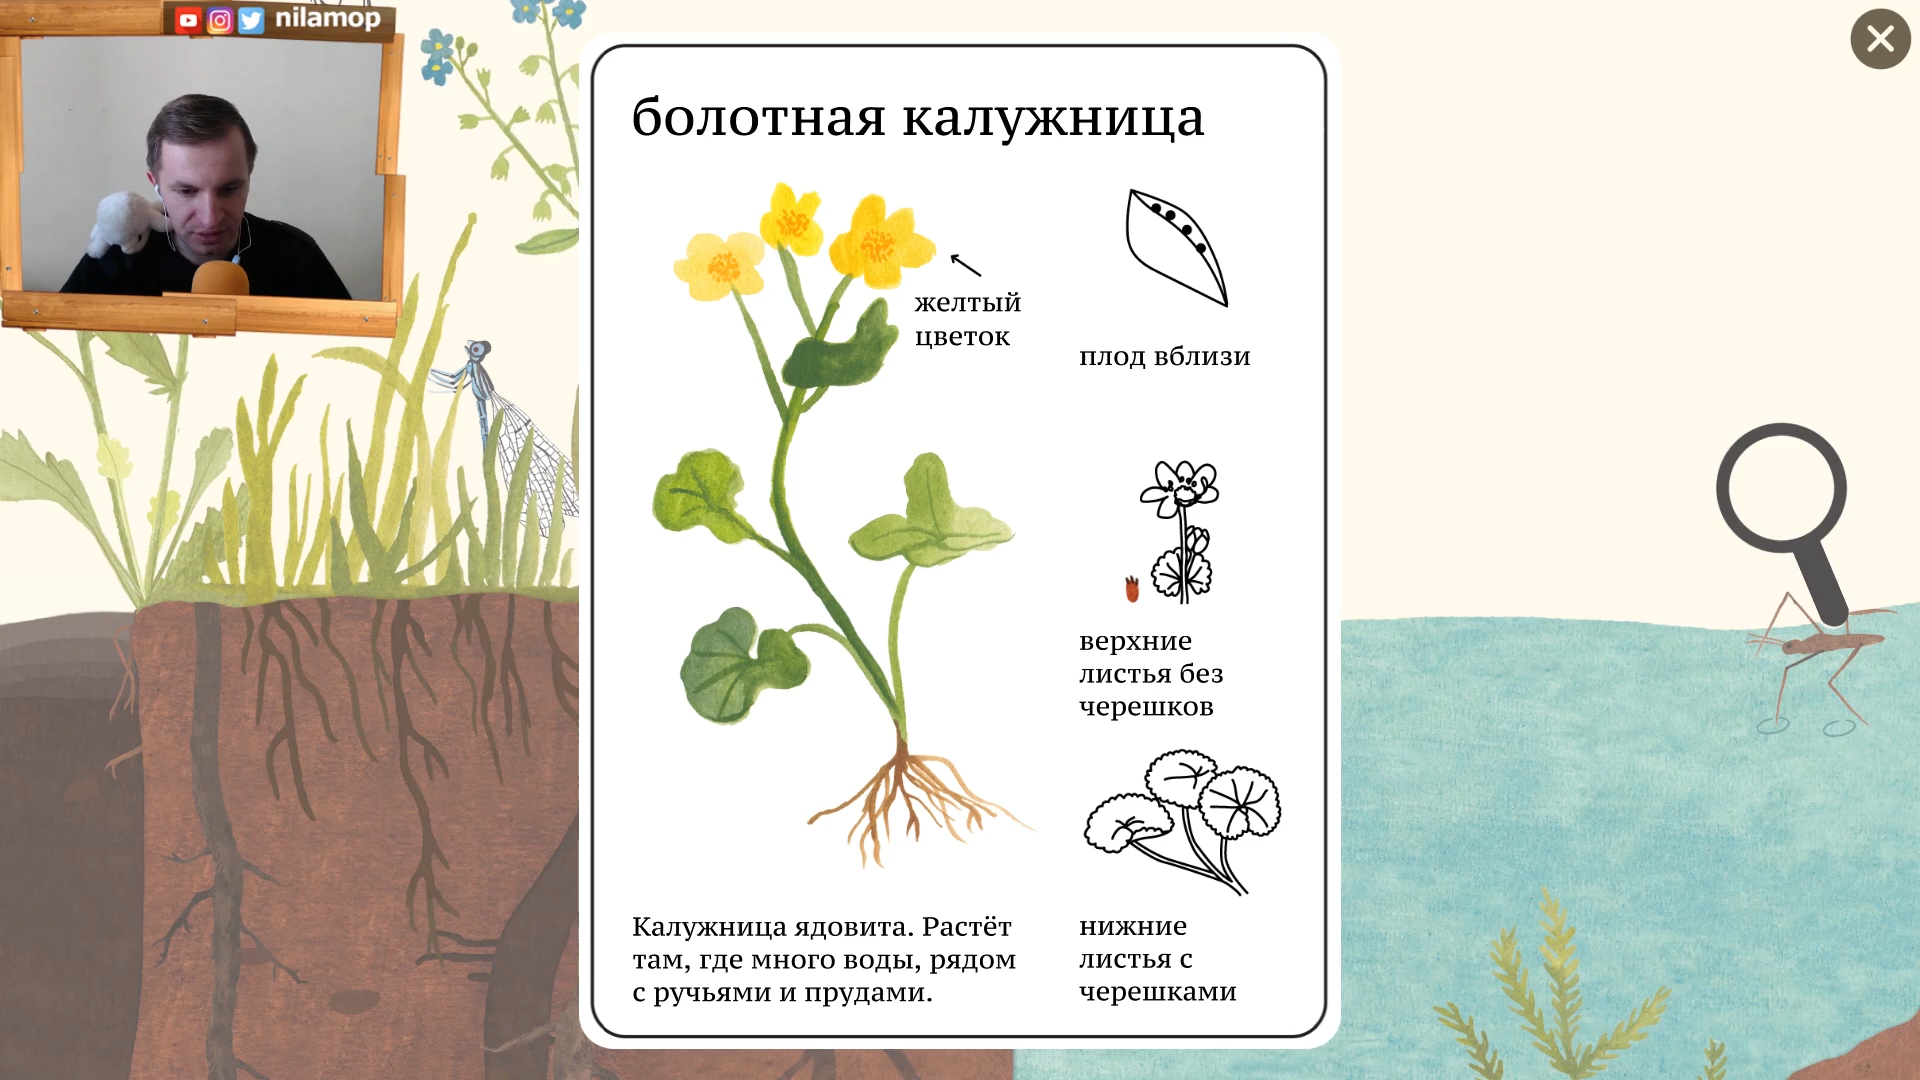 nilamop
болотная калужница
желтый
цветок
плод вблизи
верхние
листья без
черешков
Калужница ядовита. Растёт
там, где много воды, рядом
с ручьями и прудами.
нижние
листья с
черешками